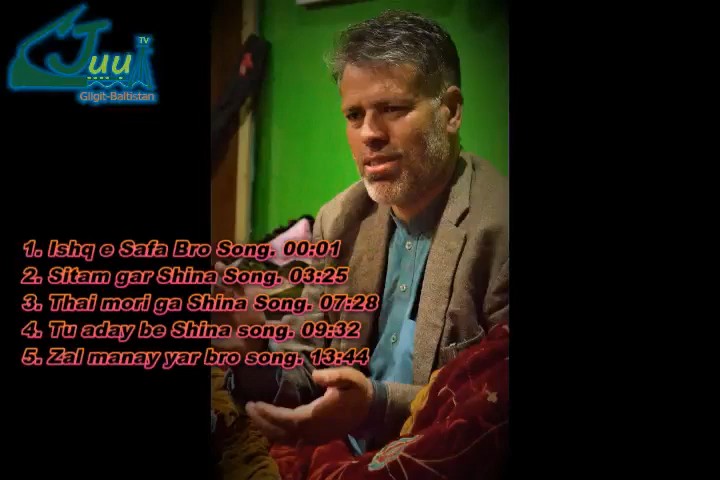 Juu
TV
Gilgit-Baltistan
1. Ishq e Safa Bro Song. 00:01
2. Sitam gar Shina Song. 03:25
3. Thai mori ga Shina Song. 07:28
4. Tu aday be Shina song. 09:32
5. Zal manay yar bro song. 13:44